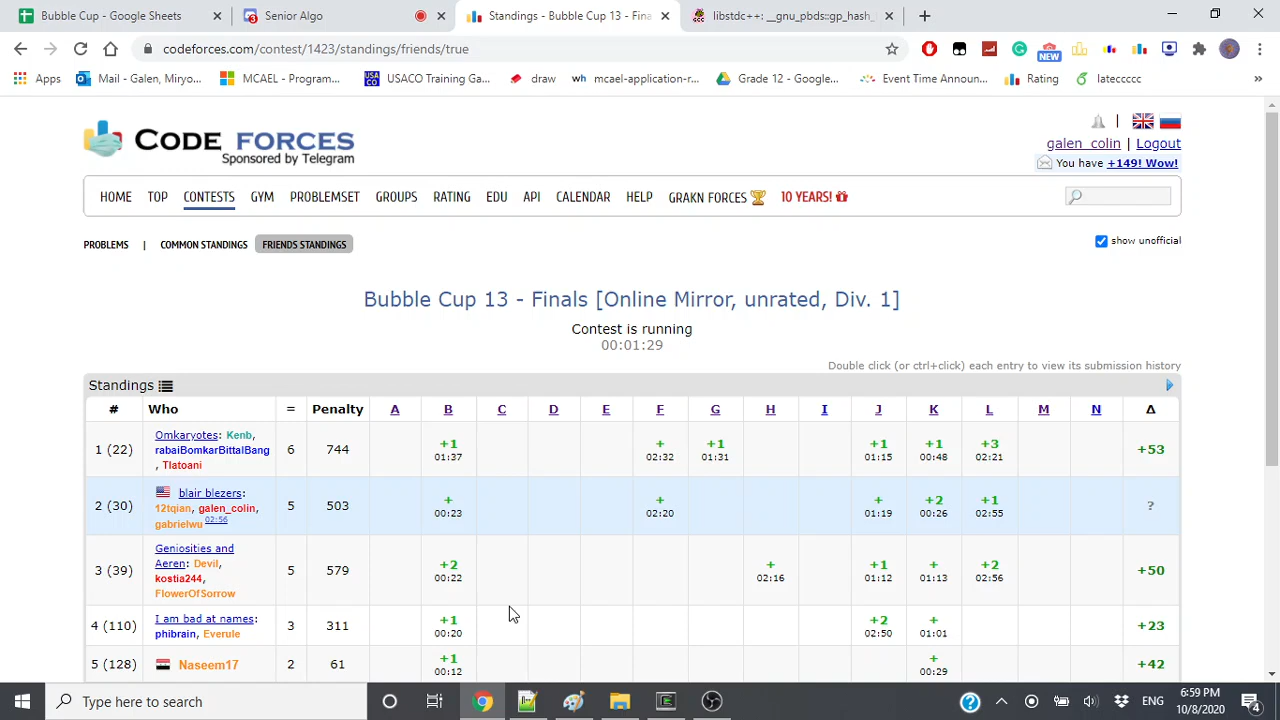 Bubble Cup - Google Sheets
Senior Algo
Standings - Bubble Cup 13 - Fina
libstdc++: __gnu_pbds::gp_hash_
codeforces.com/contest/1423/standings/friends/true
NEW
Apps
Mail - Galen, Miryo...
MCAEL - Program...
USACO
USACO Training Ga...
draw
wh
mcael-application-r...
Grade 12 - Google...
Event Time Announ...
Rating
lateccccc
»
CODE FORCES
Sponsored by Telegram
galen_colin | Logout
You have +149! Wow!
HOME TOP CONTESTS GYM PROBLEMSET GROUPS RATING EDU API CALENDAR HELP GRAKN FORCES 10 YEARS!
PROBLEMS | COMMON STANDINGS FRIENDS STANDINGS
show unofficial
Bubble Cup 13 - Finals [Online Mirror, unrated, Div. 1]
Contest is running
00:01:29
Double click (or ctrl+click) each entry to view its submission history
Standings
# Who = Penalty A B C D E F G H I J K L M N Δ
1 (22) Omkaryotes: Kenb, rabaiBomkarBittalBang, Tlatoani 6 744 +1 01:37 + 02:32 +1 01:31 +1 01:15 +1 00:48 +3 02:21 +53
2 (30) blair blezers: 12tqian, galen_colin, gabrielwu 02:56 5 503 + 00:23 + 02:20 + 01:19 +2 00:26 +1 02:55 ?
3 (39) Geniosities and Aeren: Devil, kostia244, FlowerOfSorrow 5 579 +2 00:22 + 02:16 +1 01:12 + 01:13 +2 02:56 +50
4 (110) I am bad at names: phibrain, Everule 3 311 +1 00:20 +2 02:50 + 01:01 +23
5 (128) Naseem17 2 61 +1 00:12 + 00:29 +42
Type here to search
ENG
6:59 PM
10/8/2020
4